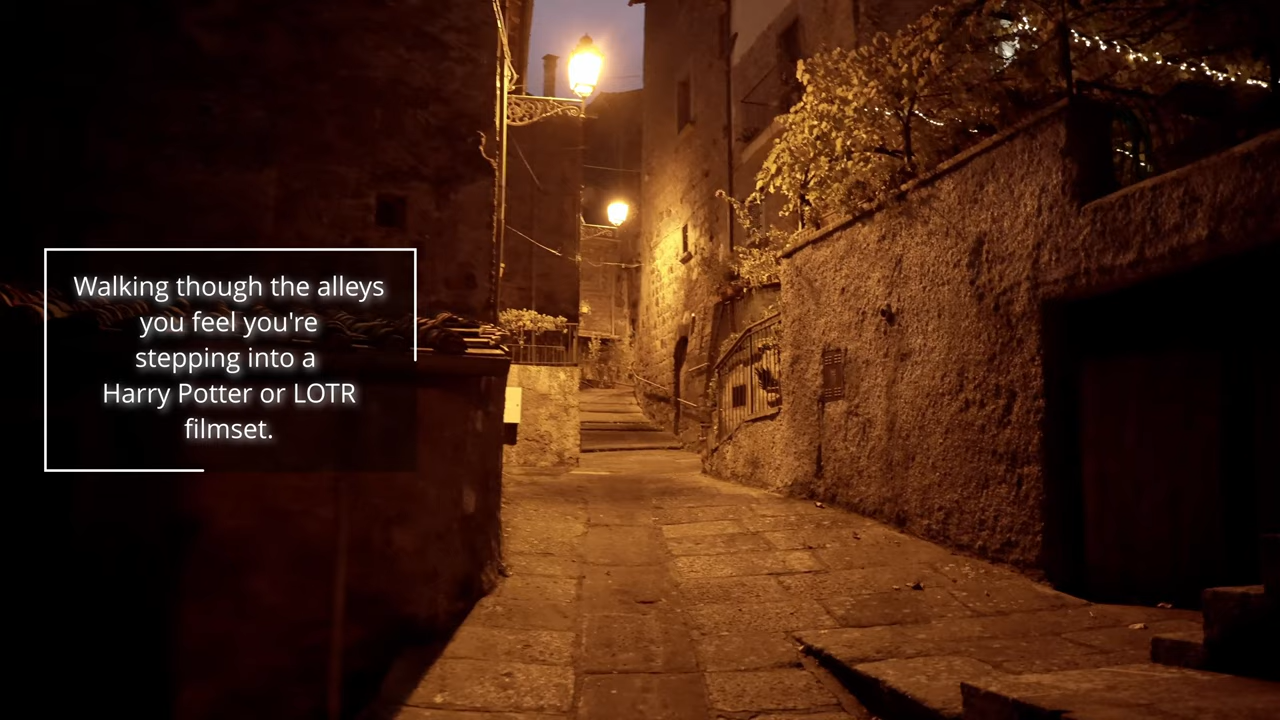 Walking though the alleys
you feel you're
stepping into a
Harry Potter or LOTR
filmset.